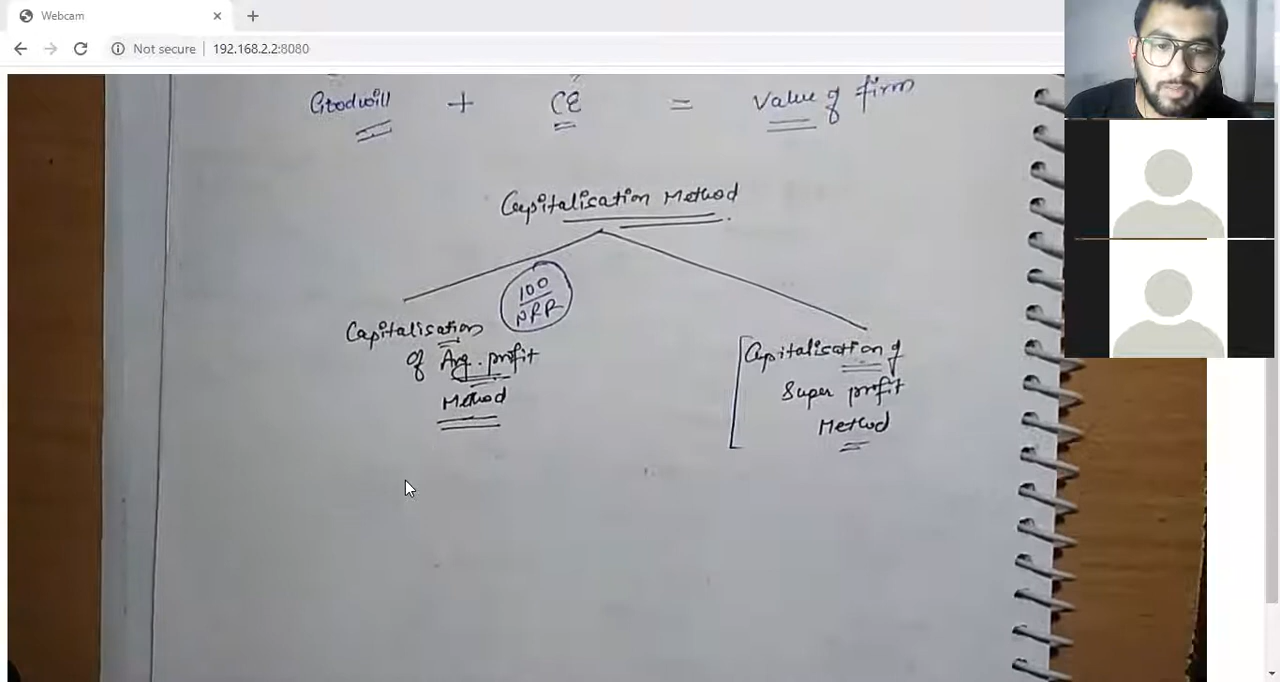 Webcam
Not secure
192.168.2.2:8080
Goodwill + CE = Value of firm
Capitalisation Method
100
NRR
Capitalisation
of Avg. profit
Method
Capitalisation of
Super profit
Method